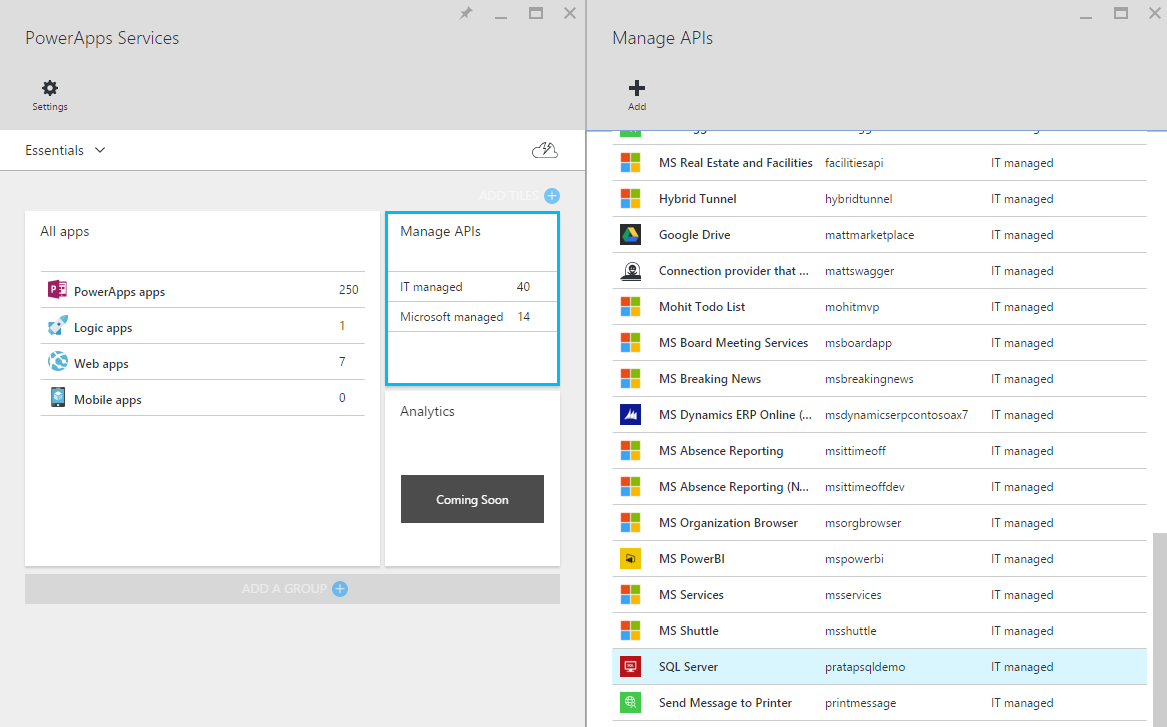 PowerApps Services
Settings
Essentials
ADD TILES
All apps
PowerApps apps 250
Logic apps 1
Web apps 7
Mobile apps 0
Manage APIs
IT managed 40
Microsoft managed 14
Analytics
Coming Soon
ADD A GROUP
Manage APIs
Add
MS Real Estate and Facilities facilitiesapi IT managed
Hybrid Tunnel hybridtunnel IT managed
Google Drive mattmarketplace IT managed
Connection provider that ... mattswagger IT managed
Mohit Todo List mohitmvp IT managed
MS Board Meeting Services msboardapp IT managed
MS Breaking News msbreakingnews IT managed
MS Dynamics ERP Online (... msdynamicserpcontosoax7 IT managed
MS Absence Reporting msittimeoff IT managed
MS Absence Reporting (N... msittimeoffdev IT managed
MS Organization Browser msorgbrowser IT managed
MS PowerBI mspowerbi IT managed
MS Services msservices IT managed
MS Shuttle msshuttle IT managed
SQL Server pratapsqldemo IT managed
Send Message to Printer printmessage IT managed